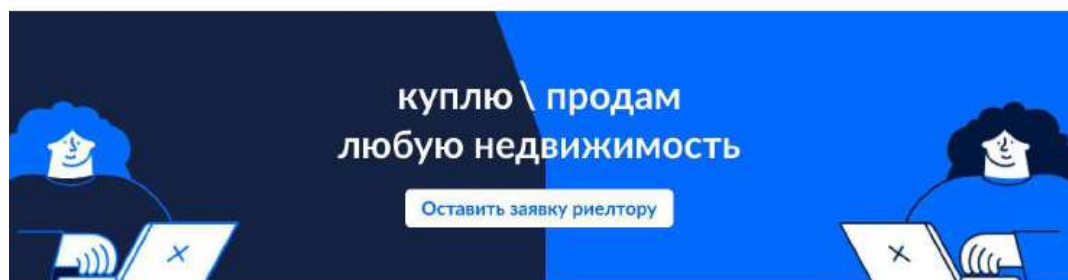 куплю \ продам
любую недвижимость
Оставить заявку риелтору